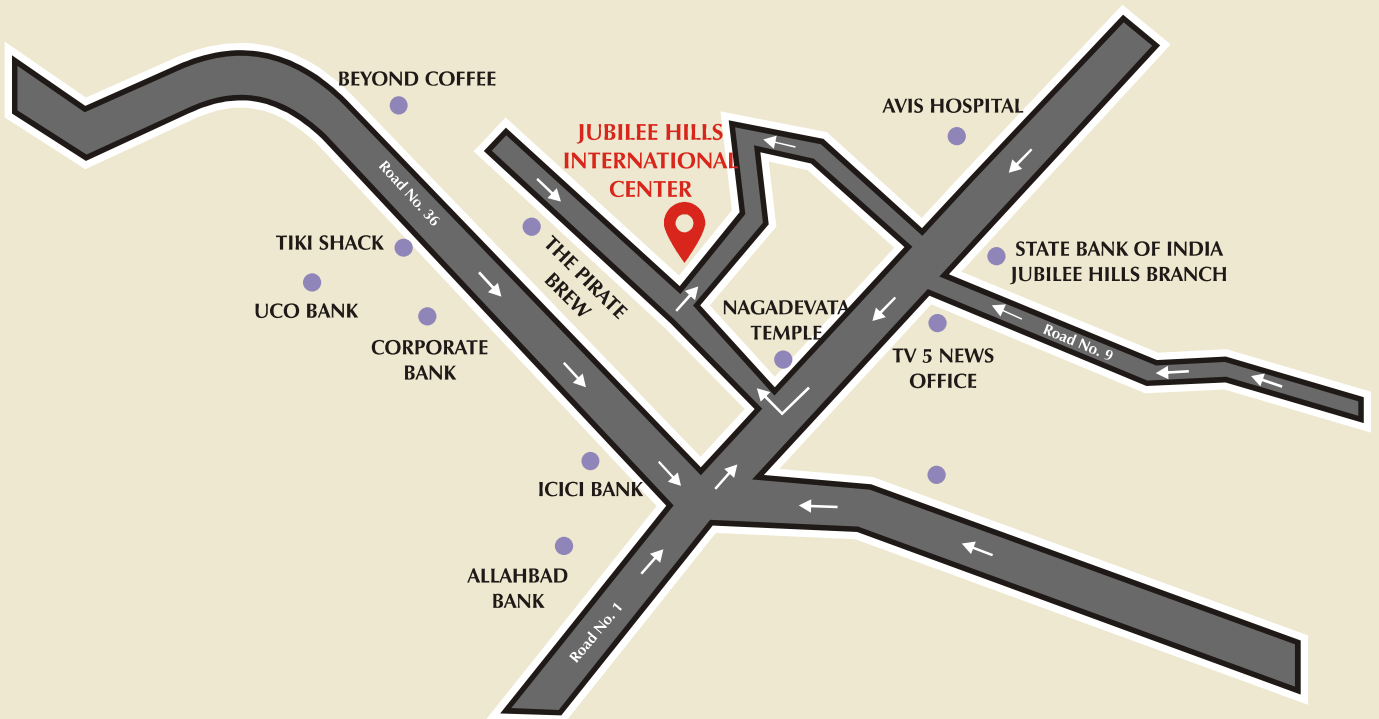 BEYOND COFFEE
AVIS HOSPITAL
JUBILEE HILLS
INTERNATIONAL
CENTER
Road No. 36
TIKI SHACK
THE PIRATE
BREW
STATE BANK OF INDIA
JUBILEE HILLS BRANCH
UCO BANK
NAGADEVATA
TEMPLE
CORPORATE
BANK
Road No. 9
TV 5 NEWS
OFFICE
ICICI BANK
ALLAHBAD
BANK
Road No. 1